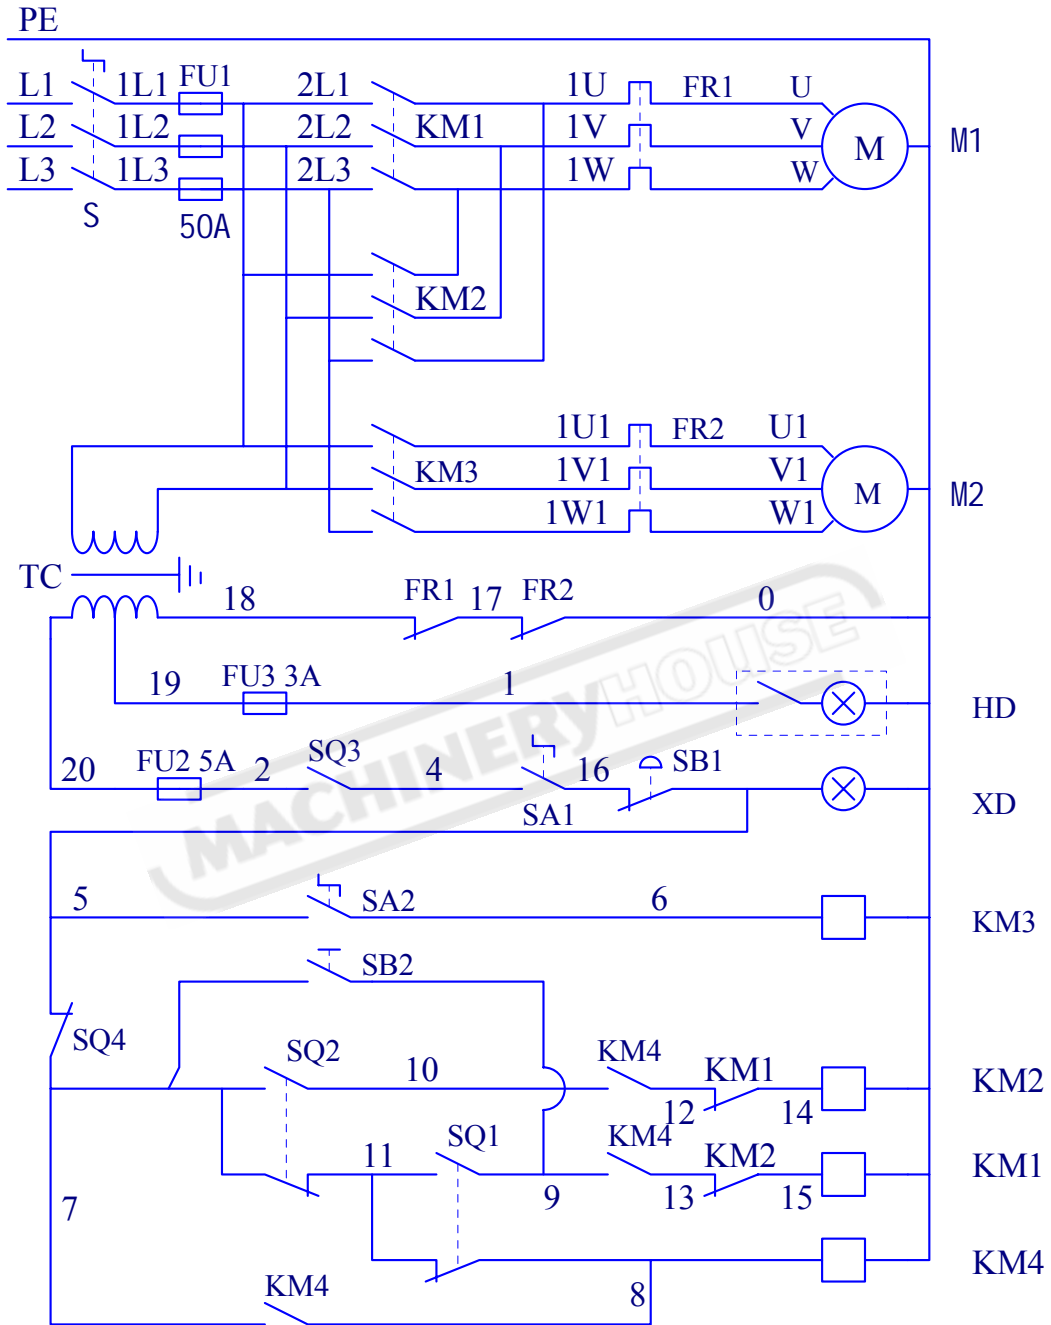 PE
L1 1L1 FU1 2L1 1U FR1 U
L2 1L2 2L2 KM1 1V V M M1
L3 1L3 2L3 1W W
S 50A
KM2
1U1 FR2 U1
KM3 1V1 V1 M M2
1W1 W1
TC 18 FR1 17 FR2 0
19 FU3 3A 1 HD
20 FU2 5A 2 SQ3 4 16 SB1
SA1 XD
5 SA2 6 KM3
SB2
SQ4 SQ2 10 KM4 KM1 KM2
12 14
11 SQ1 KM4 KM2 KM1
7 9 13 15
KM4 8 KM4
MACHINERYHOUSE